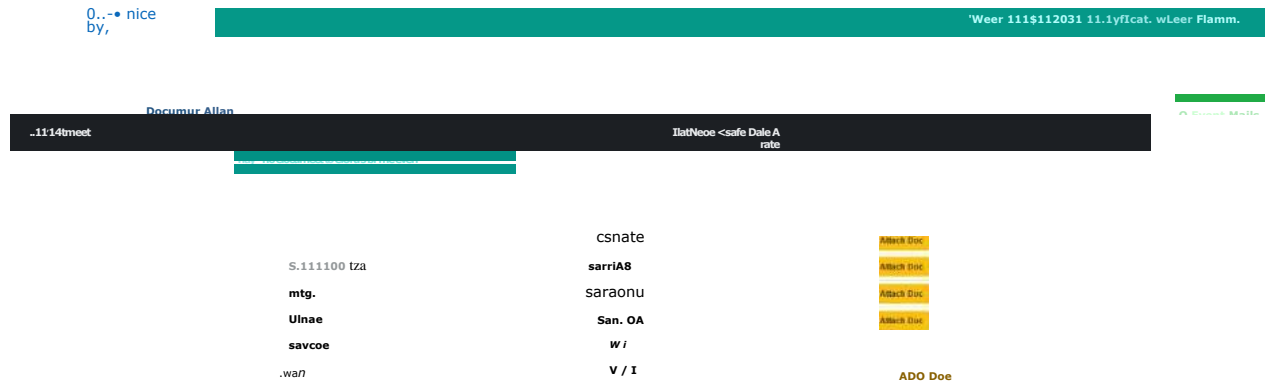 0..-● nice
by,
'Weer 111$112031 11.1yfIcat. wLeer Flamm.
Documur Allan
..11'14tmeet
IlatNeoe <safe Dale A
rate
csnate
Attach Doc
S.111100 tza
sarriA8
Attach Doc
mtg.
saraonu
Attach Doc
Ulnae
San. OA
Attach Doc
savcoe
W i
.wan
V / I
ADO Doe